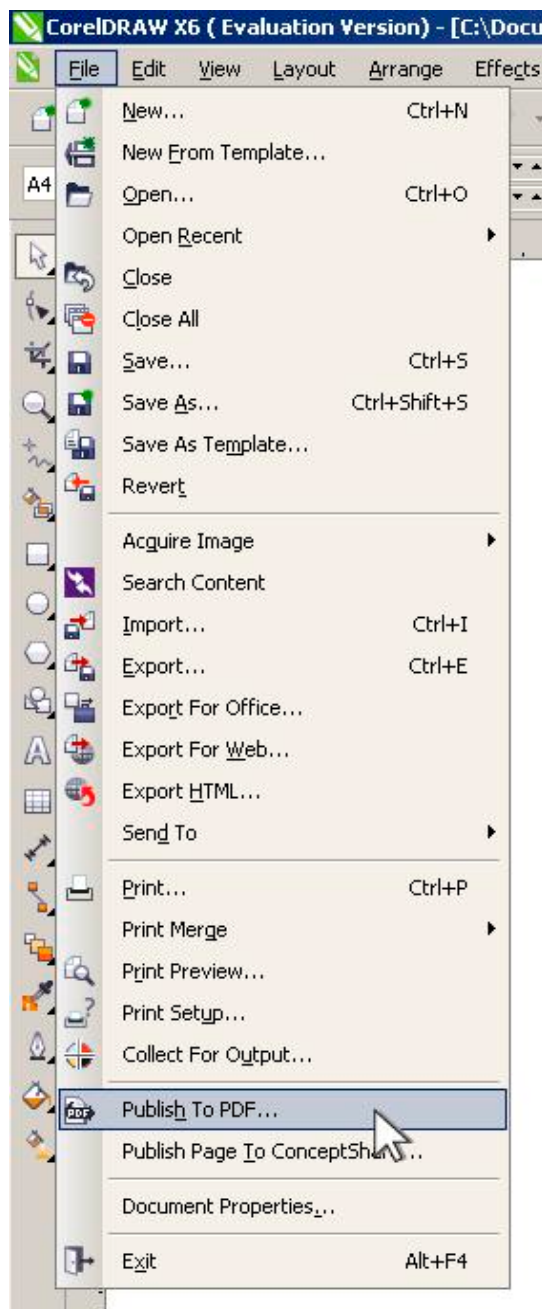 CorelDRAW X6 ( Evaluation Version) - [C:\Docu
File Edit View Layout Arrange Effects
New... Ctrl+N
New From Template...
A4
Open... Ctrl+O
Open Recent
Close
Close All
Save... Ctrl+S
Save As... Ctrl+Shift+S
Save As Template...
Revert
Acquire Image
Search Content
Import... Ctrl+I
Export... Ctrl+E
Export For Office...
Export For Web...
Export HTML...
Send To
Print... Ctrl+P
Print Merge
Print Preview...
Print Setup...
Collect For Output...
PDF Publish To PDF...
Publish Page To ConceptShare...
Document Properties...
Exit Alt+F4